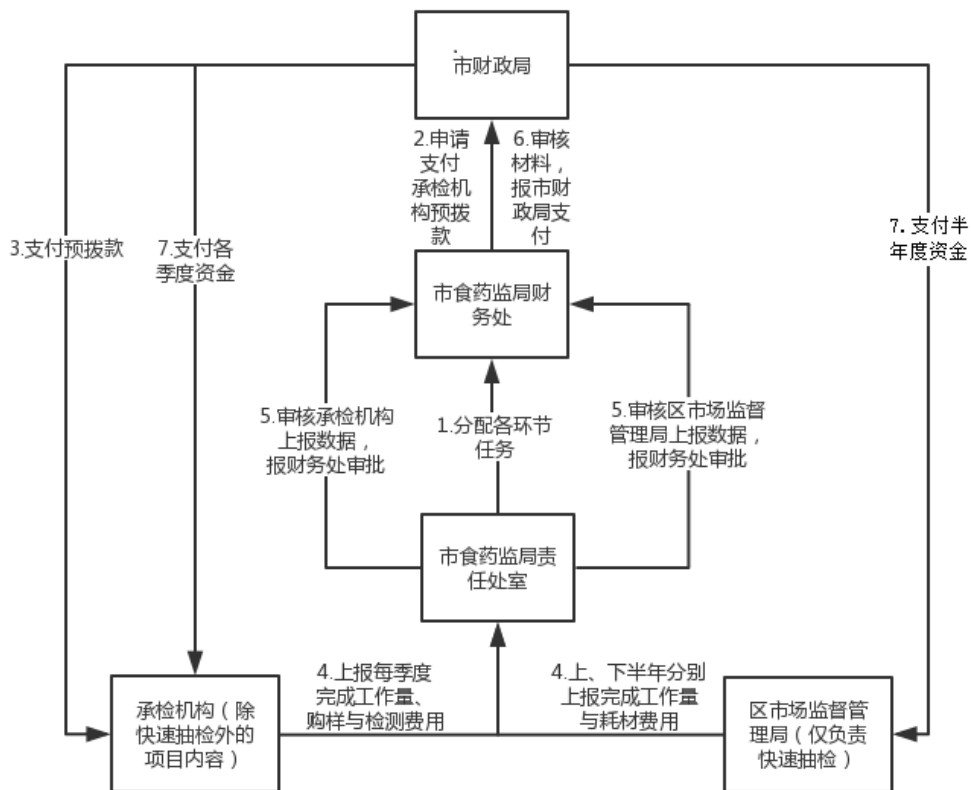 市财政局
2.申请
支付
承检机
构预拨
款
6.审核
材料，
报市财
政局支
付
3.支付预拨款
7.支付各
季度资金
7.支付半
年度资金
市食药监局财
务处
5.审核承检机构
上报数据，
报财务处审批
1.分配各环节
任务
5.审核区市场监督
管理局上报数据，
报财务处审批
市食药监局责
任处室
4.上报每季度
完成工作量、
购样与检测费用
4.上、下半年分别
上报完成工作量
与耗材费用
承检机构（除
快速抽检外的
项目内容）
区市场监督管
理局（仅负责
快速抽检）